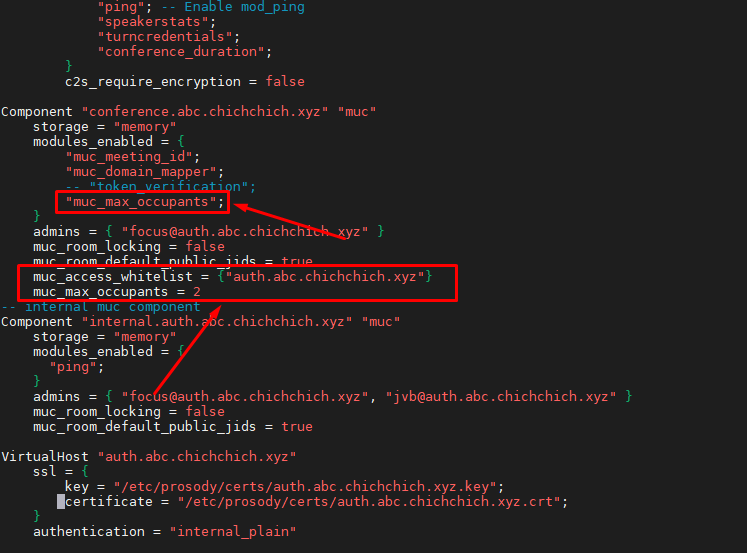 "ping"; -- Enable mod_ping
"speakerstats";
"turncredentials";
"conference_duration";
}
c2s_require_encryption = false
Component "conference.abc.chichchich.xyz" "muc"
storage = "memory"
modules_enabled = {
"muc_meeting_id";
"muc_domain_mapper";
-- "token_verification";
"muc_max_occupants";
}
admins = { "focus@auth.abc.chichchich.xyz" }
muc_room_locking = false
muc_room_default_public_jids = true
muc_access_whitelist = {"auth.abc.chichchich.xyz"}
muc_max_occupants = 2
-- internal muc component
Component "internal.auth.abc.chichchich.xyz" "muc"
storage = "memory"
modules_enabled = {
"ping";
}
admins = { "focus@auth.abc.chichchich.xyz", "jvb@auth.abc.chichchich.xyz" }
muc_room_locking = false
muc_room_default_public_jids = true
VirtualHost "auth.abc.chichchich.xyz"
ssl = {
key = "/etc/prosody/certs/auth.abc.chichchich.xyz.key";
certificate = "/etc/prosody/certs/auth.abc.chichchich.xyz.crt";
}
authentication = "internal_plain"